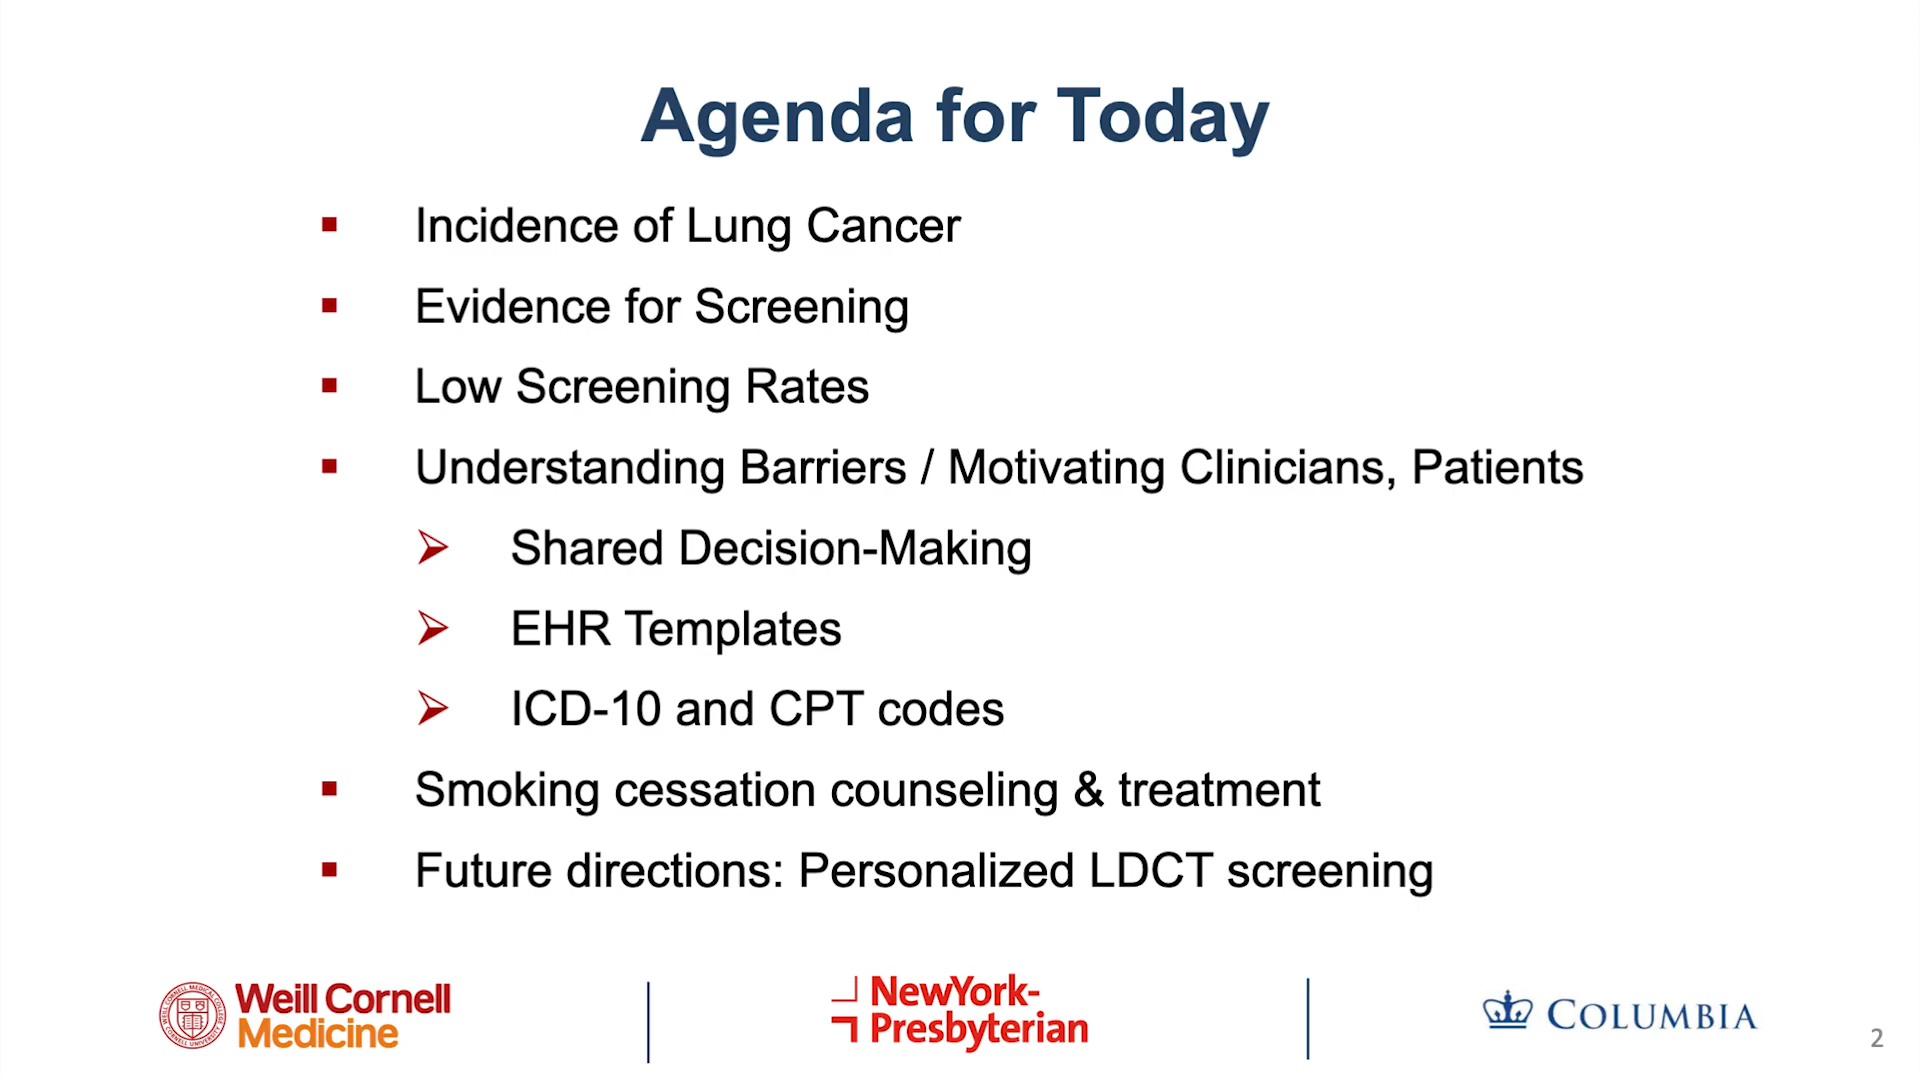 Agenda for Today
Incidence of Lung Cancer
Evidence for Screening
Low Screening Rates
Understanding Barriers / Motivating Clinicians, Patients
Shared Decision-Making
EHR Templates
ICD-10 and CPT codes
Smoking cessation counseling & treatment
Future directions: Personalized LDCT screening
Weill Cornell
Medicine
NewYork-
Presbyterian
COLUMBIA
2